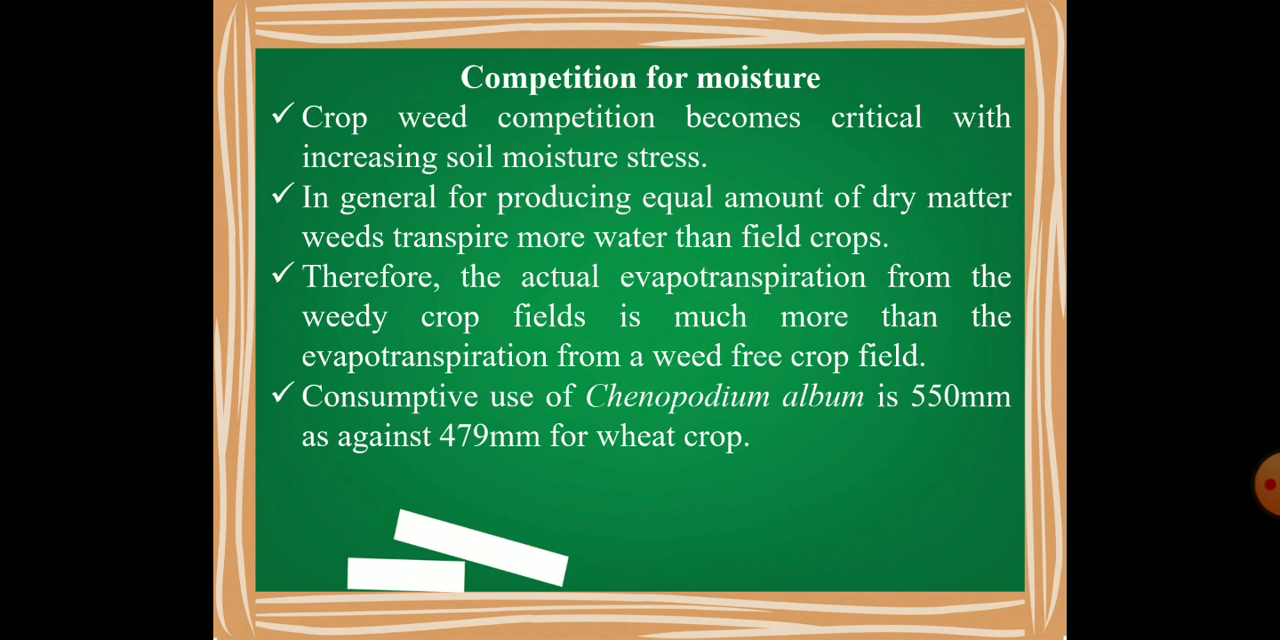 Competition for moisture
✓ Crop weed competition becomes critical with
increasing soil moisture stress.
✓ In general for producing equal amount of dry matter
weeds transpire more water than field crops.
✓ Therefore, the actual evapotranspiration from the
weedy crop fields is much more than the
evapotranspiration from a weed free crop field.
✓ Consumptive use of Chenopodium album is 550mm
as against 479mm for wheat crop.